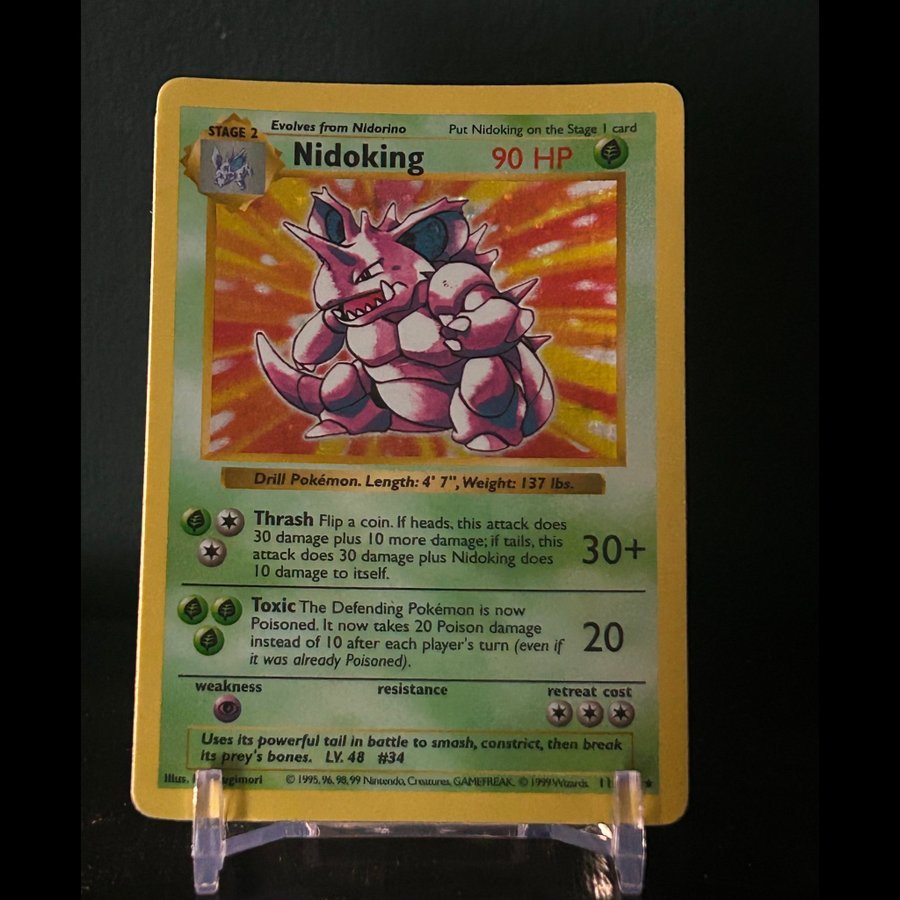 STAGE 2
Evolves from Nidorino
Put Nidoking on the Stage 1 card
Nidoking
90 HP
Drill Pokémon. Length: 4' 7", Weight: 137 lbs.
Thrash Flip a coin. If heads, this attack does
30 damage plus 10 more damage; if tails, this
attack does 30 damage plus Nidoking does
10 damage to itself.
30+
Toxic The Defending Pokémon is now
Poisoned. It now takes 20 Poison damage
instead of 10 after each player's turn (even if
it was already Poisoned).
20
weakness
resistance
retreat cost
Uses its powerful tail in battle to smash, constrict, then break
its prey's bones. LV. 48 #34
Illus.
© 1995, 96, 98, 99 Nintendo, Creatures, GAMEFREAK. © 1999 Wizards.